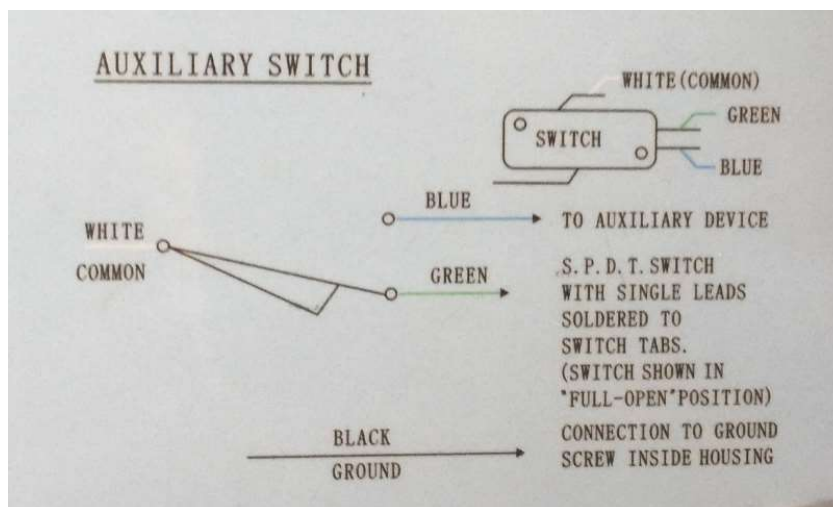 AUXILIARY SWITCH
WHITE(COMMON)
GREEN
SWITCH
BLUE
BLUE
TO AUXILIARY DEVICE
WHITE
COMMON
GREEN
S.P.D.T.SWITCH
WITH SINGLE LEADS
SOLDERED TO
SWITCH TABS.
(SWITCH SHOWN IN
"FULL-OPEN"POSITION)
BLACK
GROUND
CONNECTION TO GROUND
SCREW INSIDE HOUSING